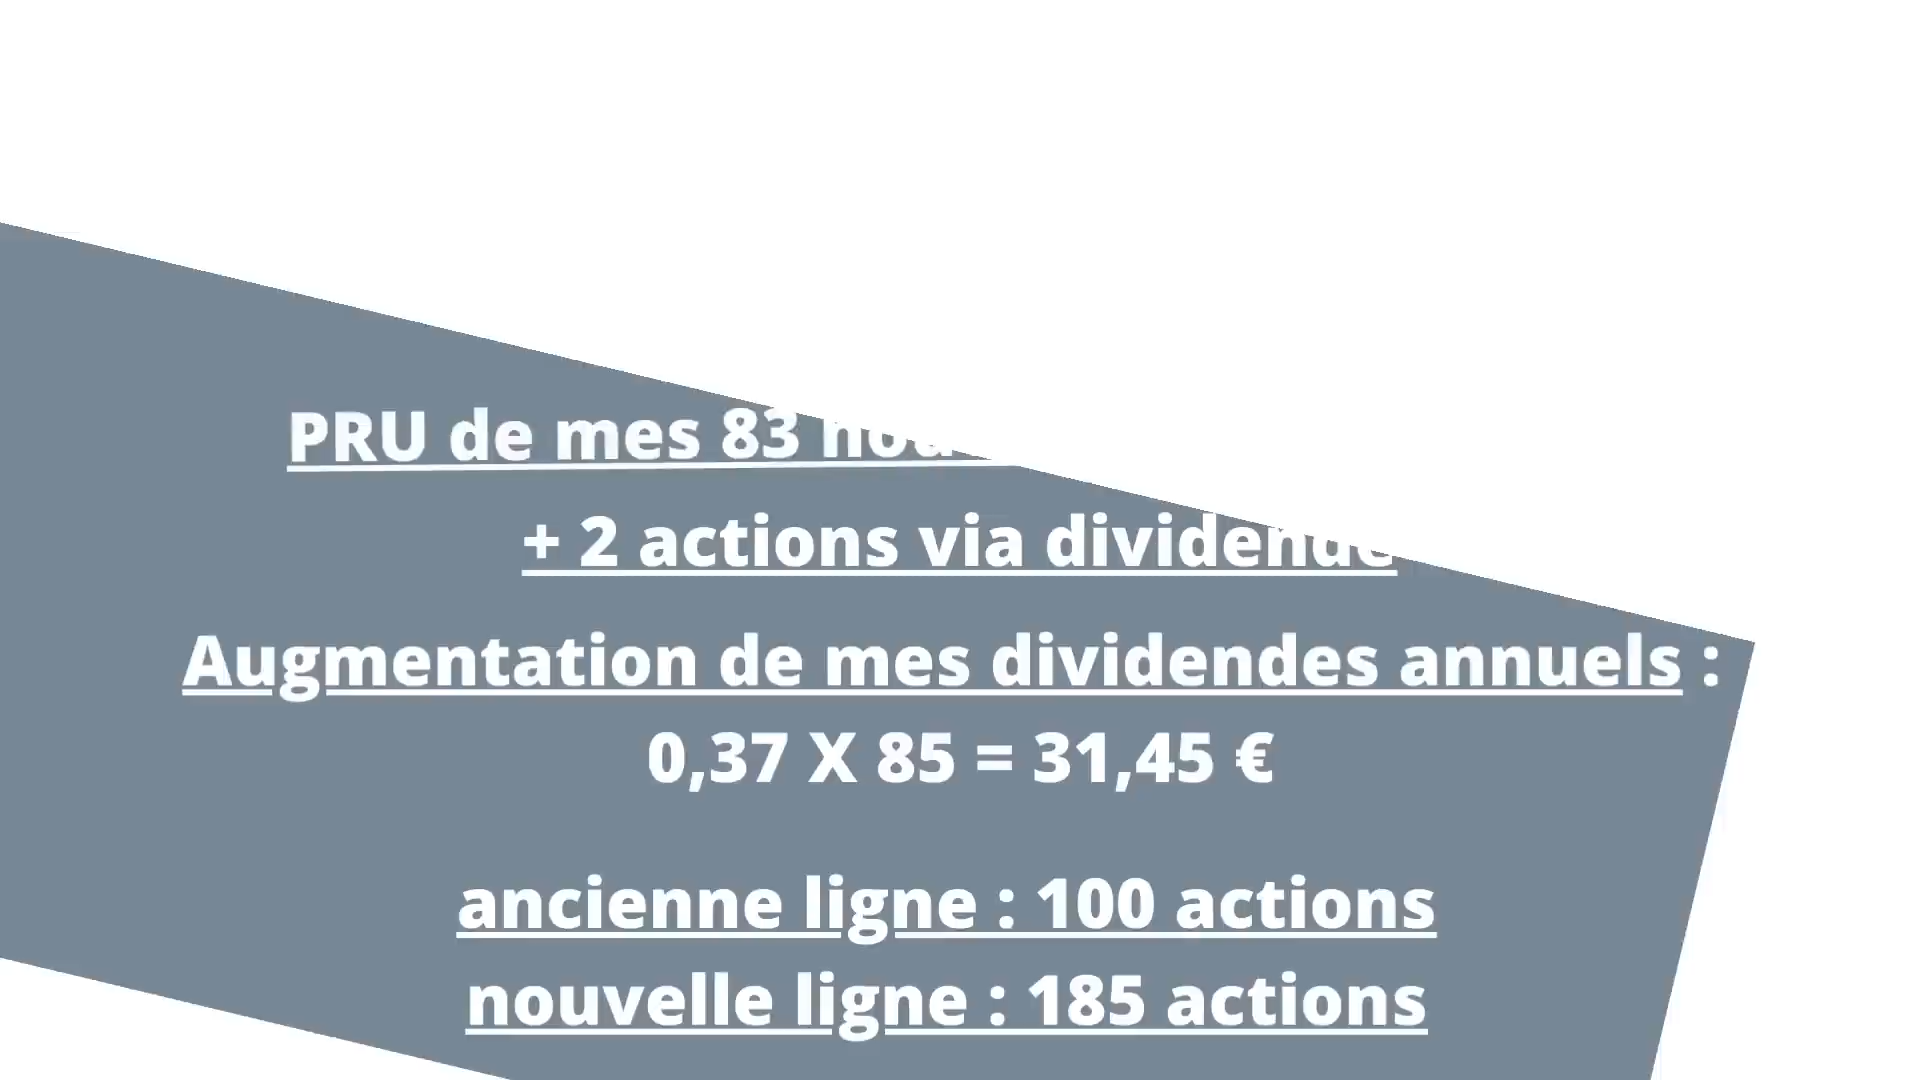 PRU de mes 83
+ 2 actions via dividende
Augmentation de mes dividendes annuels :
0,37 X 85 = 31,45 €
ancienne ligne : 100 actions
nouvelle ligne : 185 actions